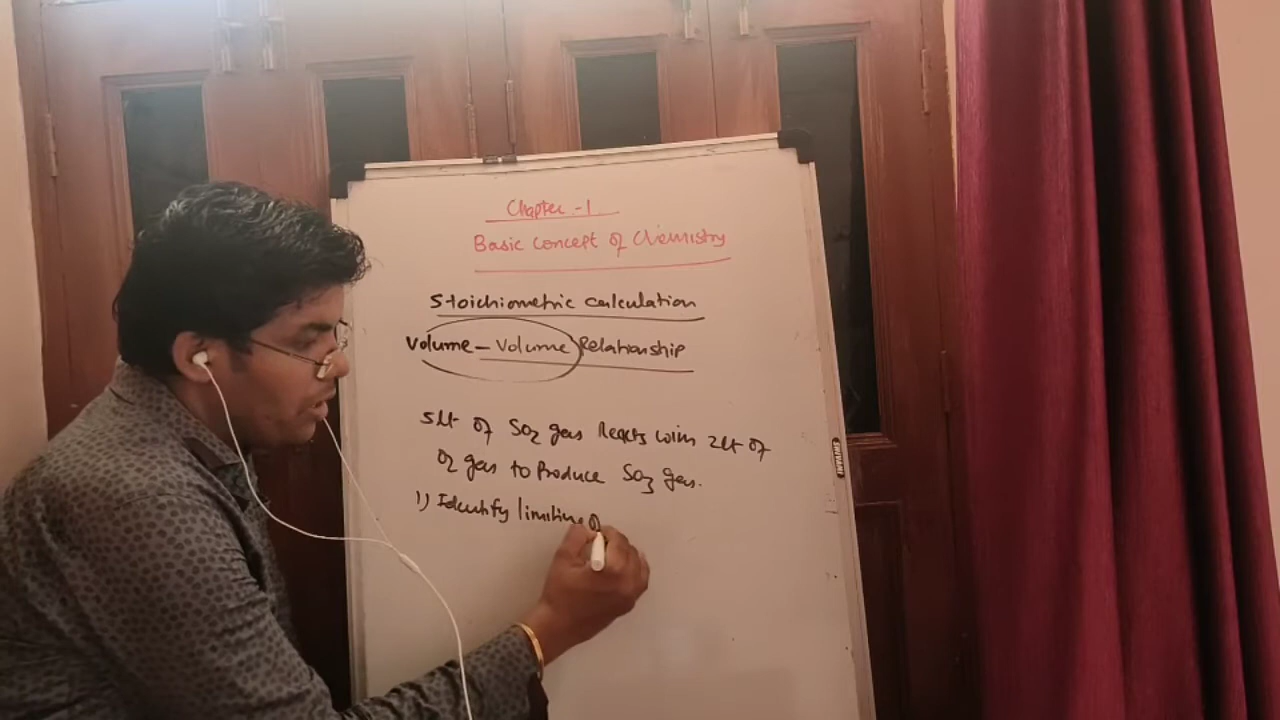 Chapter -1
Basic Concept of Chemistry
Stoichiometric calculation
Volume - Volume Relationship
5lt of SO2 gas Reacts with 2lt of
O2 gas to Produce SO3 gas.
1) Identify limiting